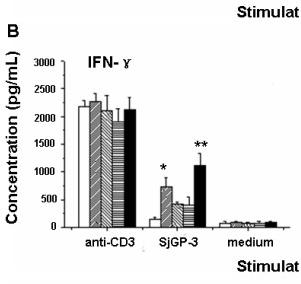 Stimulat
B
IFN-ɣ
Concentration (pg/mL)
3000
2500
2000
1500
1000
500
0
*
**
anti-CD3 SjGP-3 medium
Stimulat